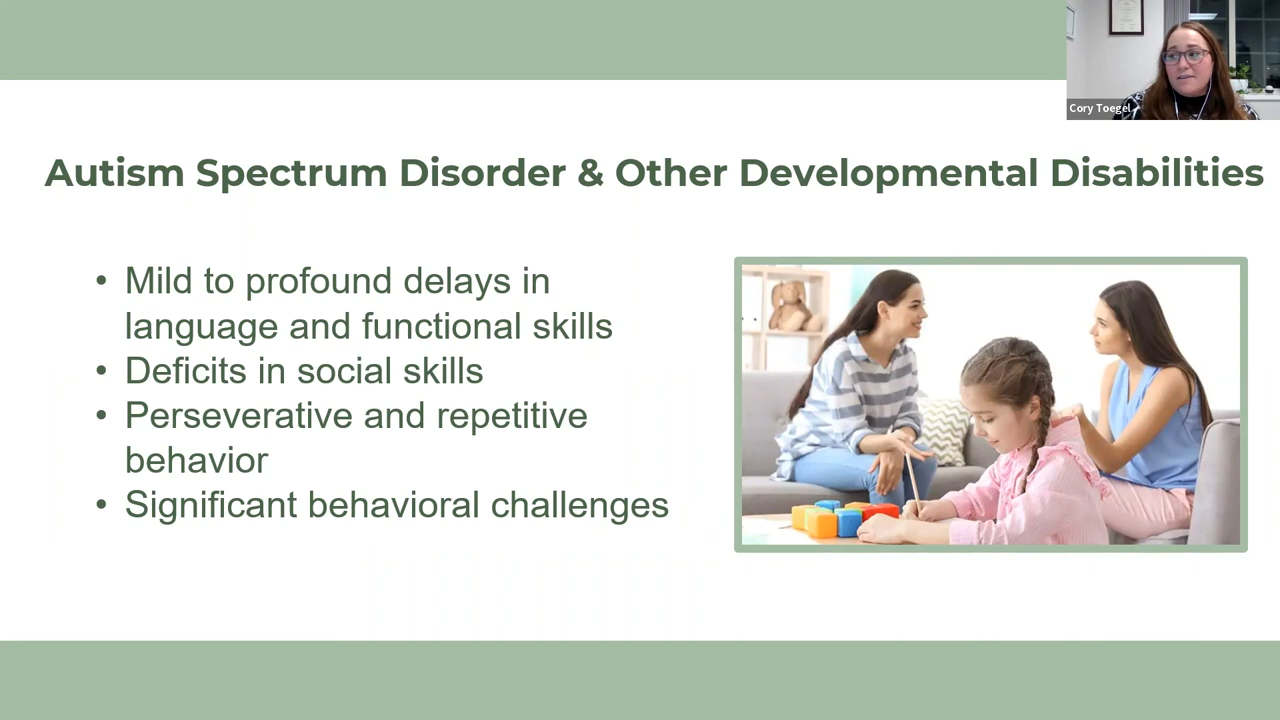 Cory Toegel
Autism Spectrum Disorder & Other Developmental Disabilities
• Mild to profound delays in
language and functional skills
• Deficits in social skills
• Perseverative and repetitive
behavior
• Significant behavioral challenges